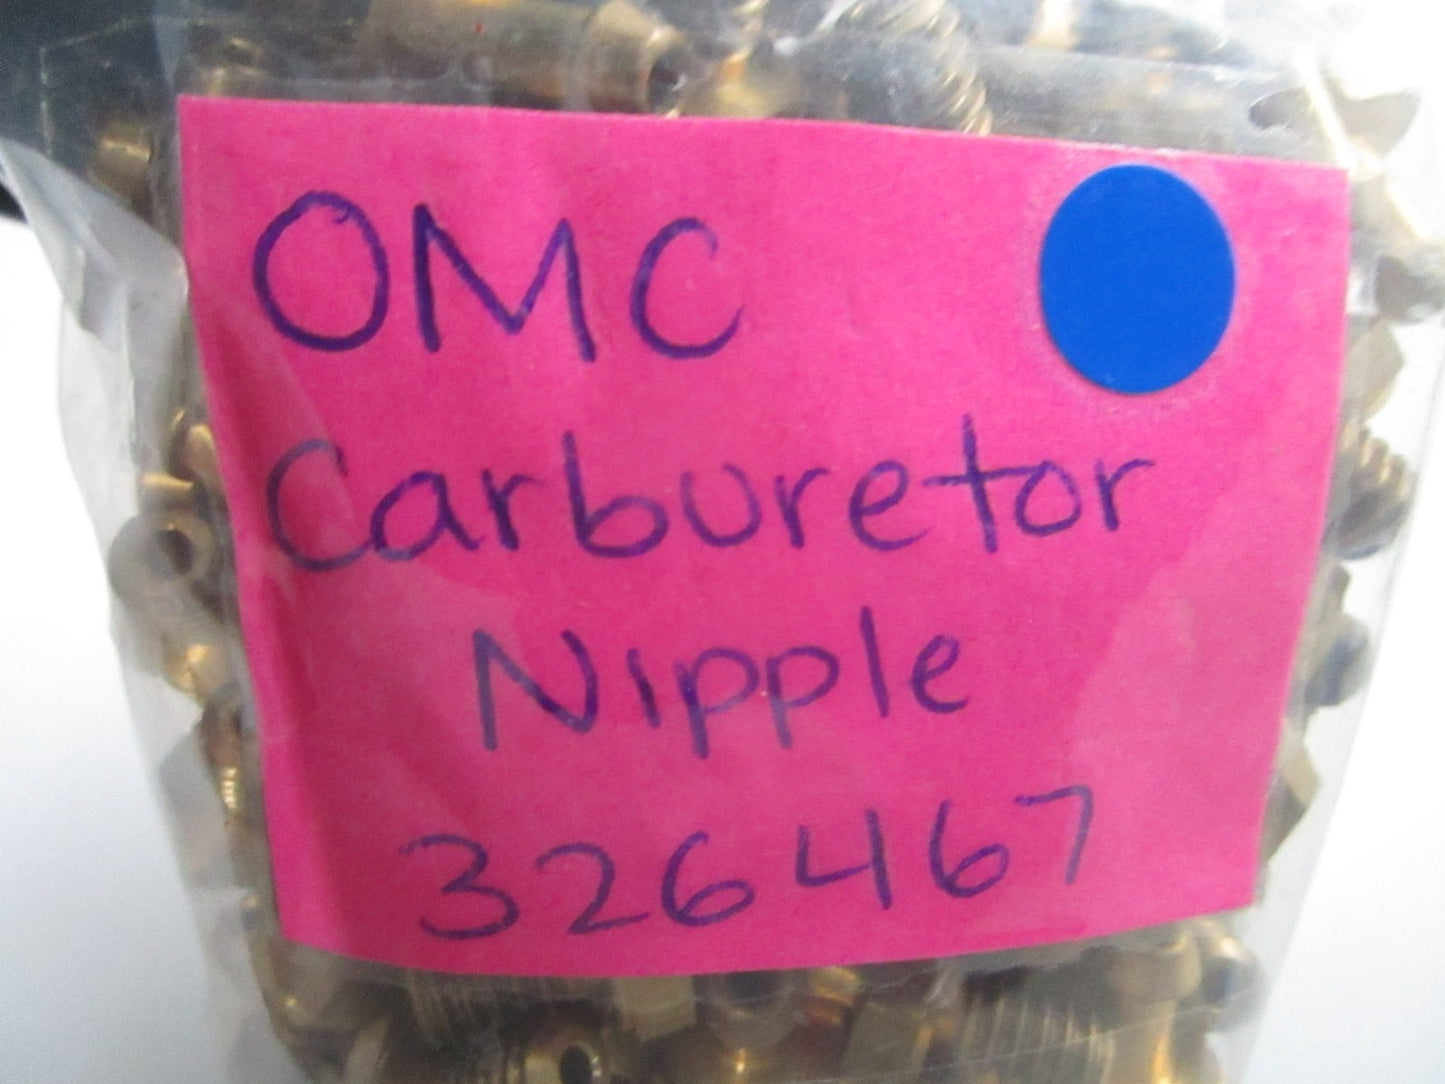 OMC
Carburetor
Nipple
326467